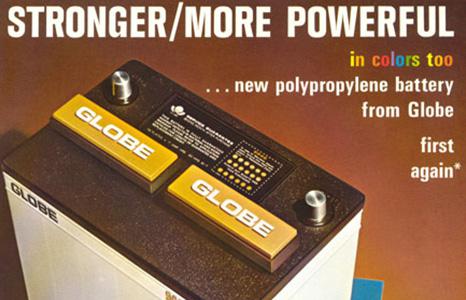 STRONGER/MORE POWERFUL
in colors too
...new polypropylene battery
from Globe
first
again*
GLOBE
GLOBE
GLOBE